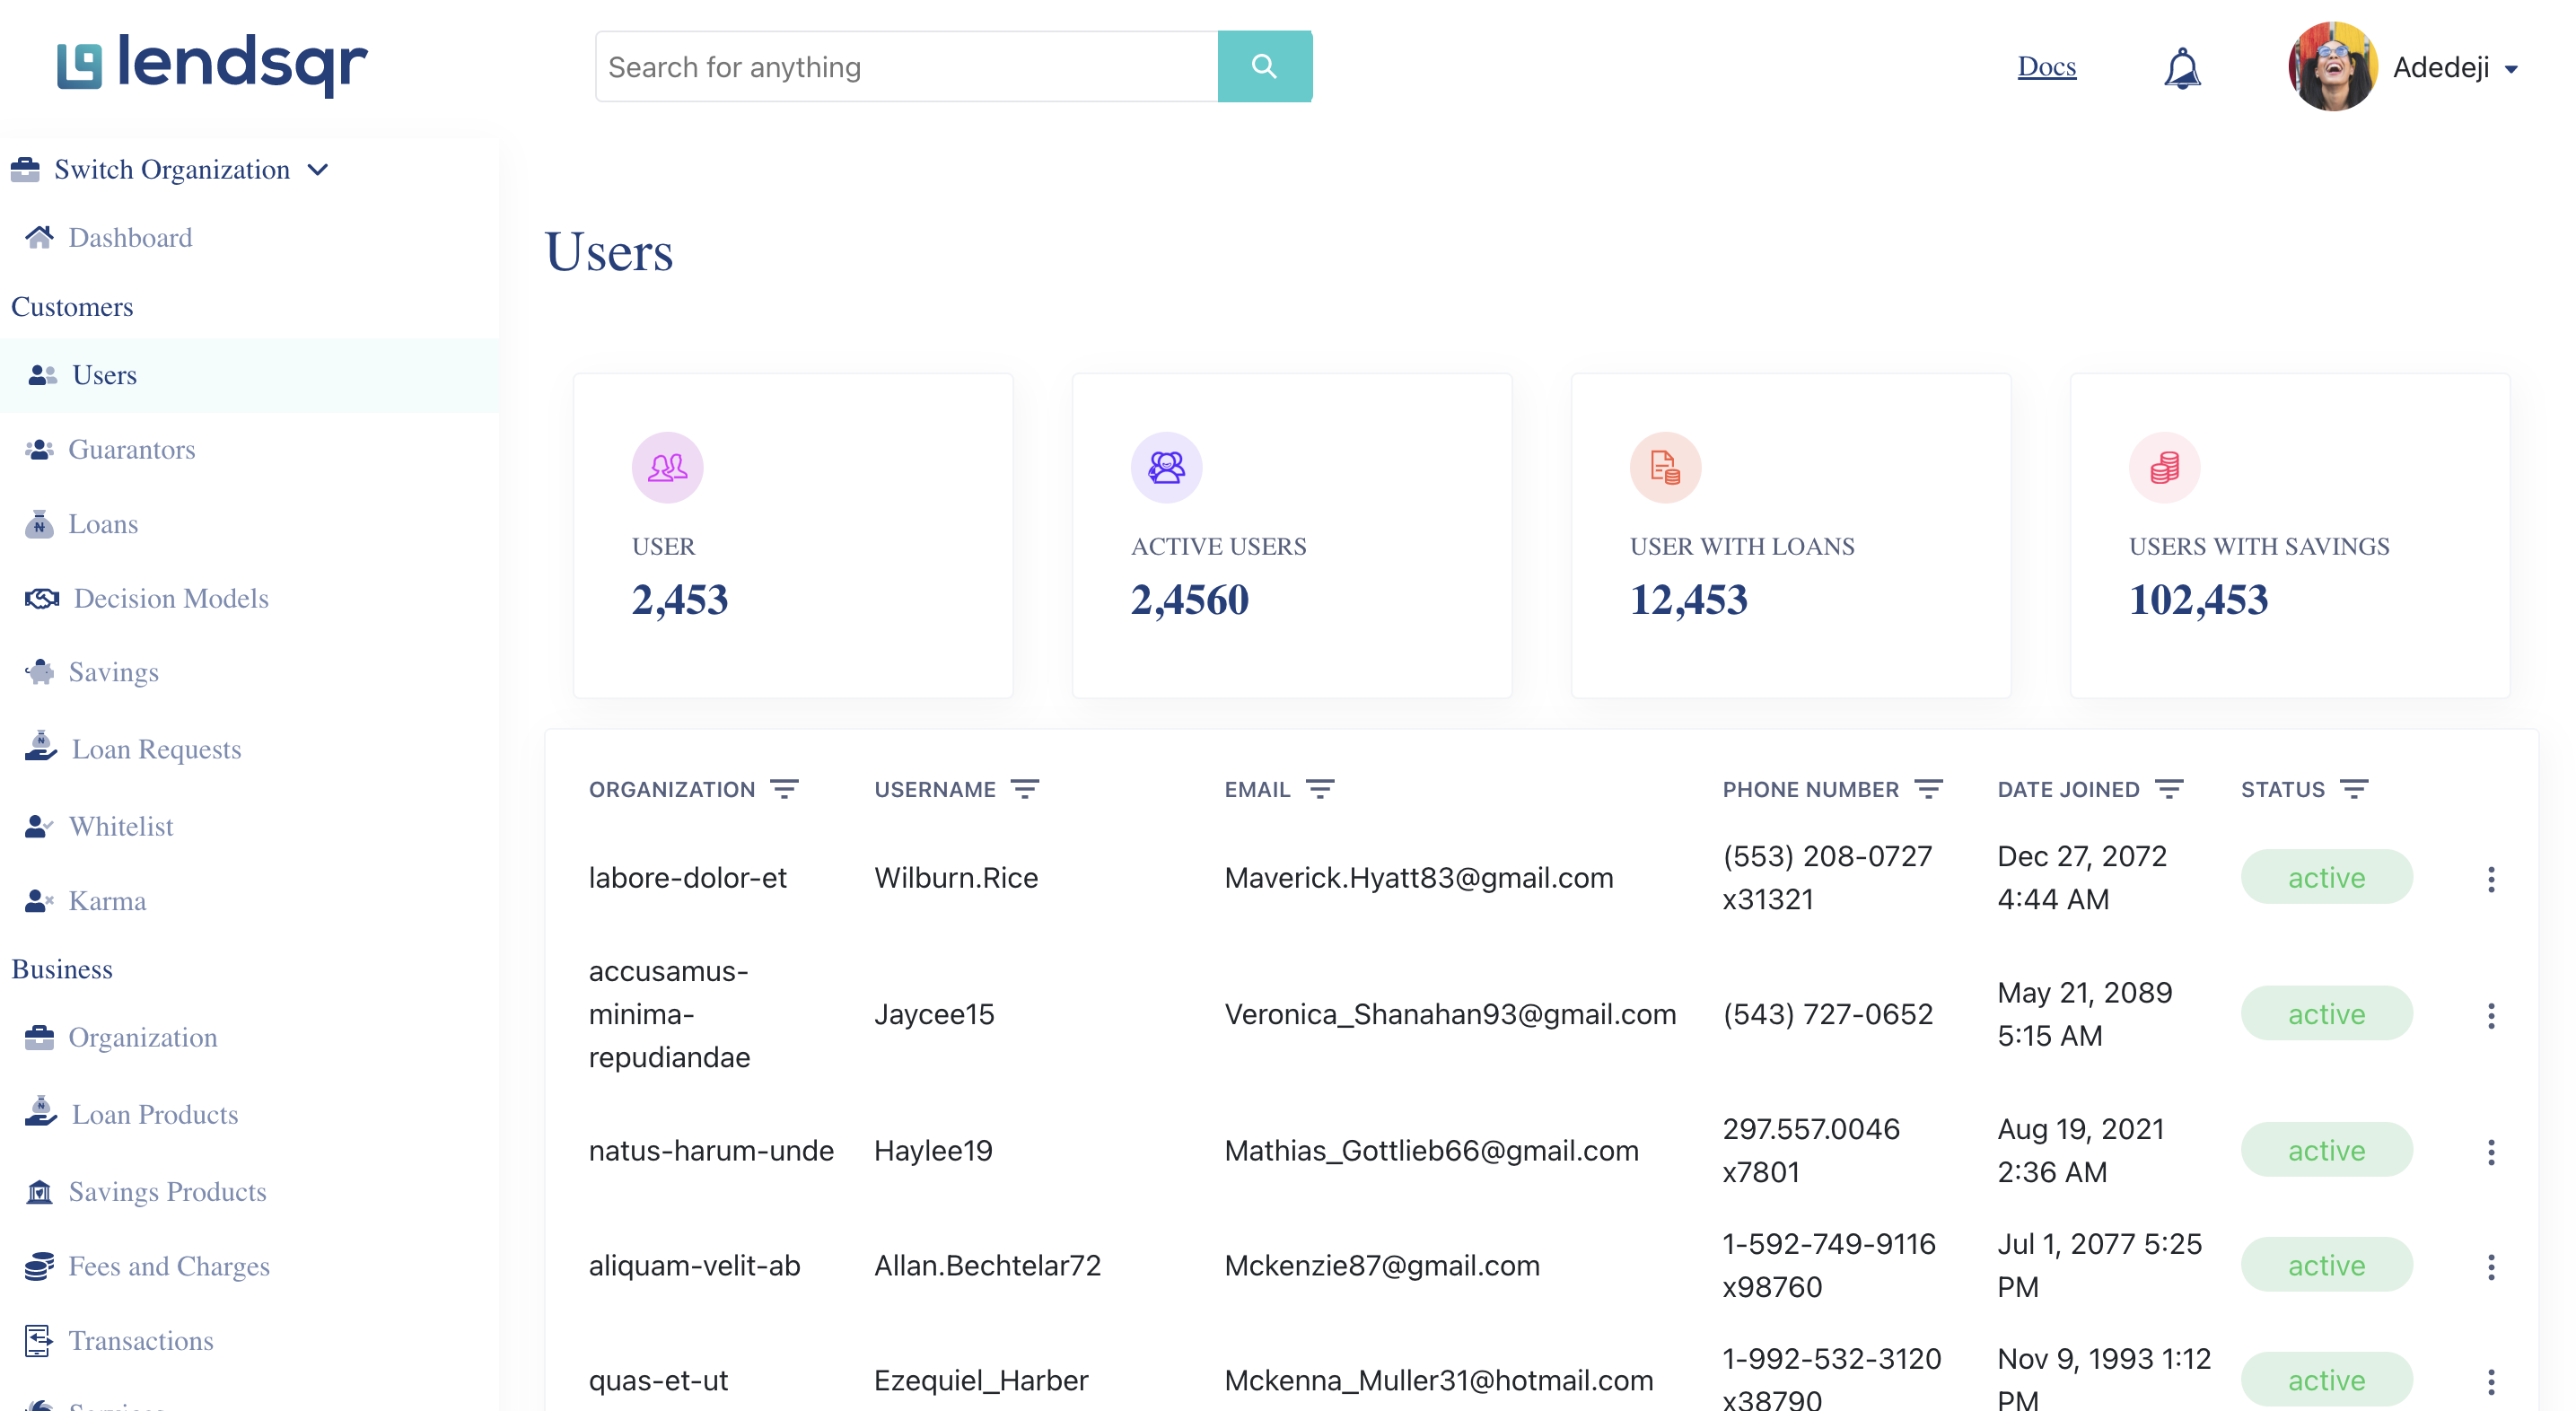 lendsqr
Search for anything
Docs
Adedeji
Switch Organization
Dashboard
Customers
Users
Guarantors
Loans
Decision Models
Savings
Loan Requests
Whitelist
Karma
Business
Organization
Loan Products
Savings Products
Fees and Charges
Transactions
Users
USER
2,453
ACTIVE USERS
2,4560
USER WITH LOANS
12,453
USERS WITH SAVINGS
102,453
ORGANIZATION USERNAME EMAIL PHONE NUMBER DATE JOINED STATUS
labore-dolor-et
Wilburn.Rice
Maverick.Hyatt83@gmail.com
(553) 208-0727
x31321
Dec 27, 2072
4:44 AM
active
accusamus-
minima-
repudiandae
Jaycee15
Veronica_Shanahan93@gmail.com
(543) 727-0652
May 21, 2089
5:15 AM
active
natus-harum-unde
Haylee19
Mathias_Gottlieb66@gmail.com
297.557.0046
x7801
Aug 19, 2021
2:36 AM
active
aliquam-velit-ab
Allan.Bechtelar72
Mckenzie87@gmail.com
1-592-749-9116
x98760
Jul 1, 2077 5:25
PM
active
quas-et-ut
Ezequiel_Harber
Mckenna_Muller31@hotmail.com
1-992-532-3120
x38790
Nov 9, 1993 1:12
PM
active